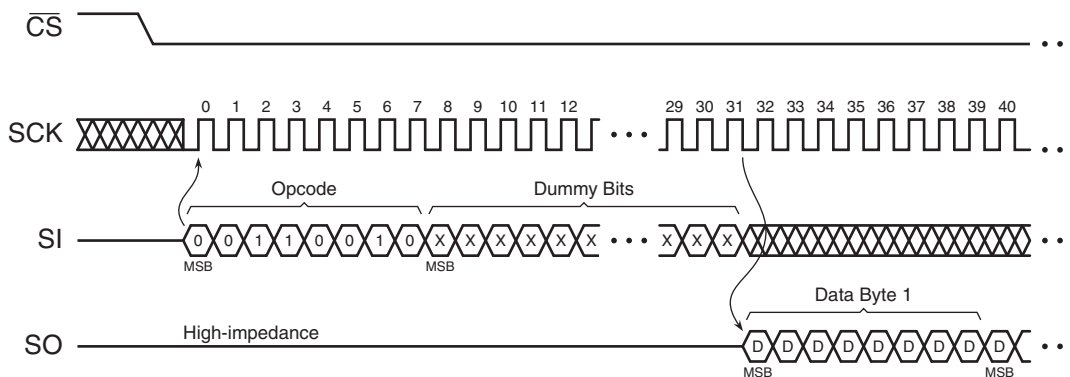 CS
0 1 2 3 4 5 6 7 8 9 10 11 12 29 30 31 32 33 34 35 36 37 38 39 40
SCK
Opcode Dummy Bits
SI 0 0 1 1 0 0 1 0 X X X X X X X X X
MSB MSB
Data Byte 1
High-impedance
SO D D D D D D D D D
MSB MSB